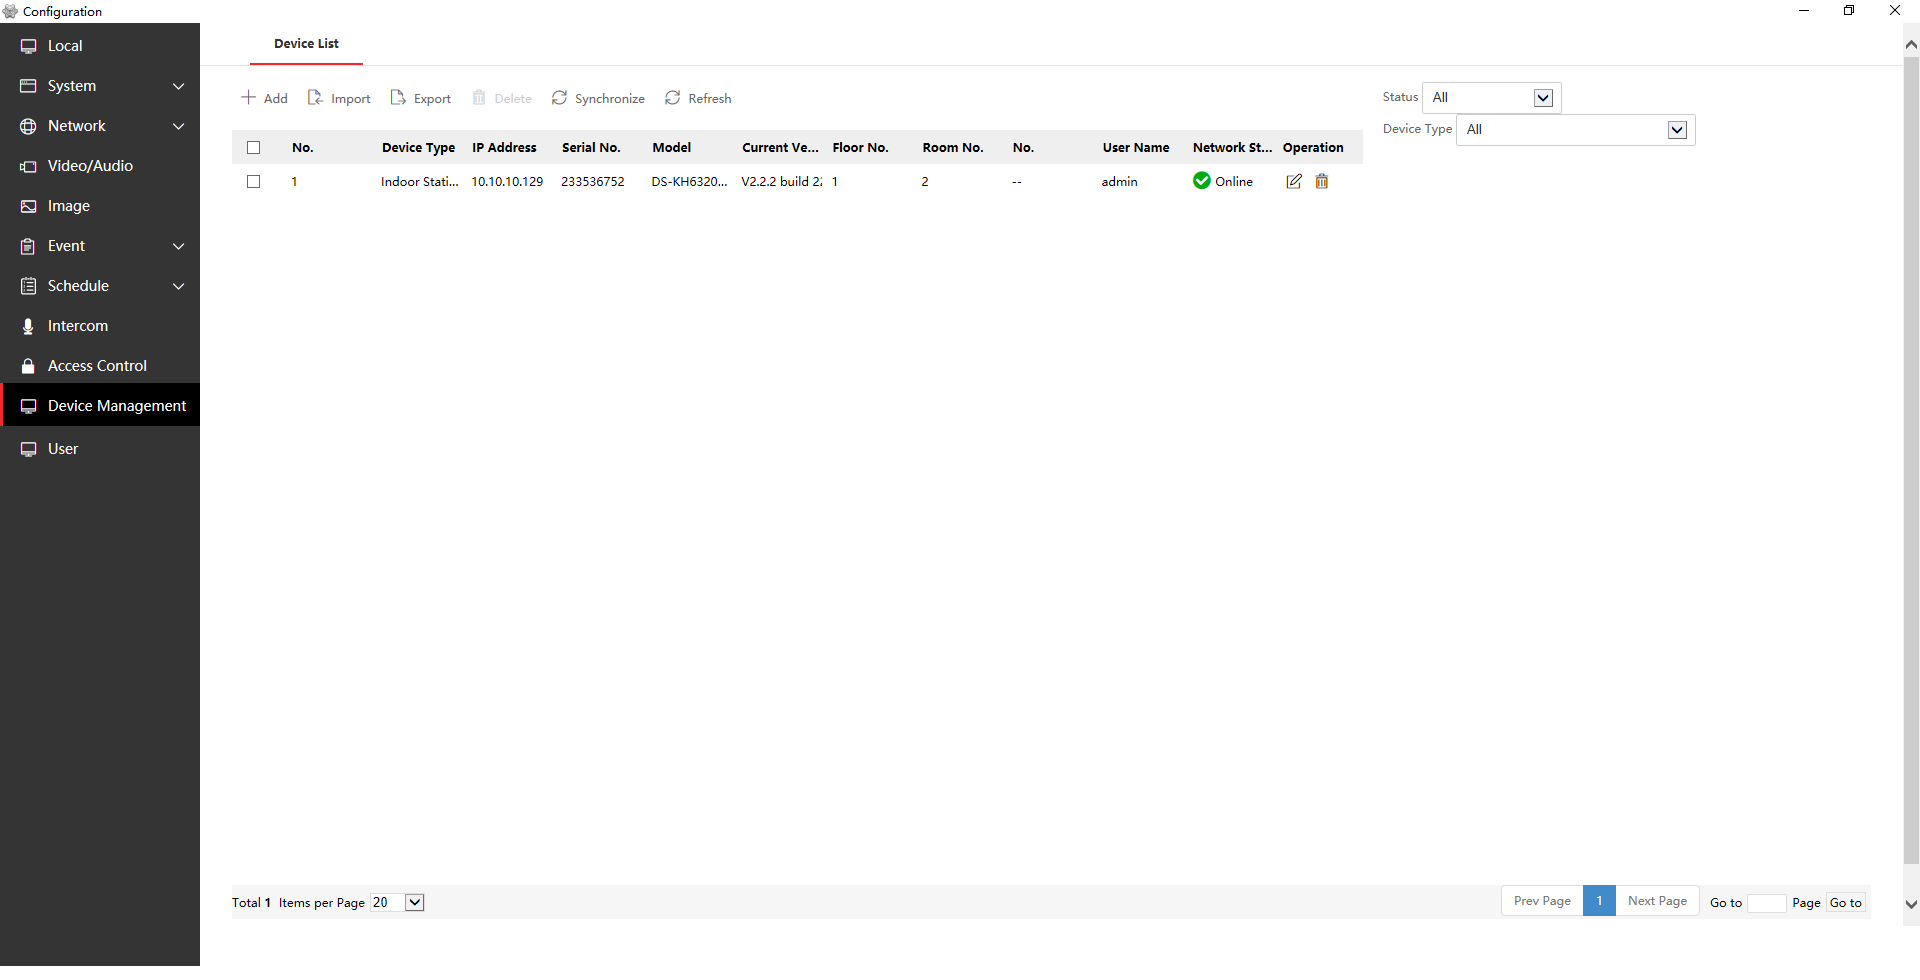 Configuration
Local
System
Network
Video/Audio
Image
Event
Schedule
Intercom
Access Control
Device Management
User
Device List
Add Import Export Delete Synchronize Refresh
Status All
Device Type All
No. Device Type IP Address Serial No. Model Current Ve... Floor No. Room No. No. User Name Network St... Operation
1 Indoor Stati... 10.10.10.129 233536752 DS-KH6320... V2.2.2 build 22 1 2 -- admin Online
Total 1 Items per Page 20 Prev Page 1 Next Page Go to Page Go to